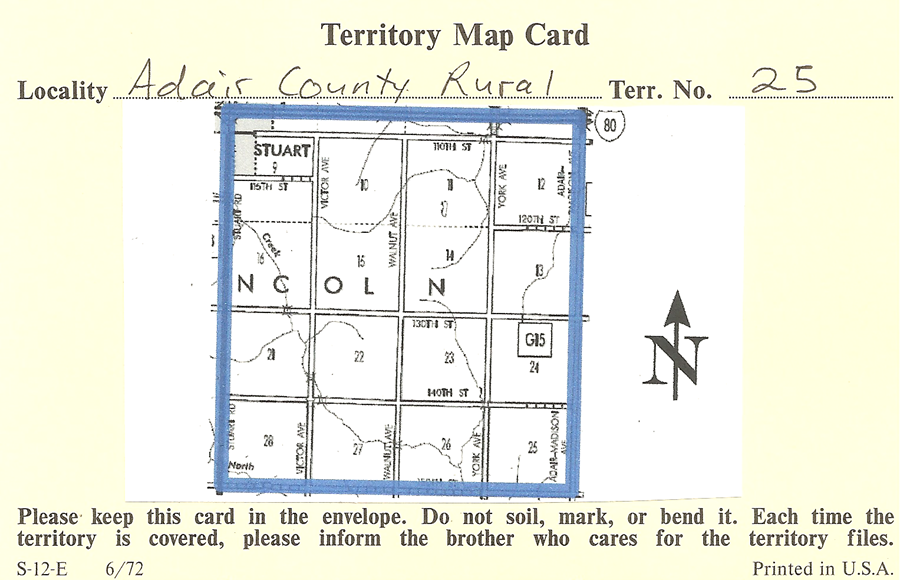 Territory Map Card
Locality Adair County Rural Terr. No. 25
80
STUART
9
110TH ST
115TH ST
VICTOR AVE
10
11
YORK AVE
12
120TH ST
STUART RD
Creek
16
15
WALNUT AVE
14
13
N C O L N
130TH ST
G15
21
22
23
24
140TH ST
STUART RD
28
VICTOR AVE
27
WALNUT AVE
26
YORK AVE
25
ADAIR-MADISON AVE
North
N
Please keep this card in the envelope. Do not soil, mark, or bend it. Each time the
territory is covered, please inform the brother who cares for the territory files.
S-12-E 6/72 Printed in U.S.A.